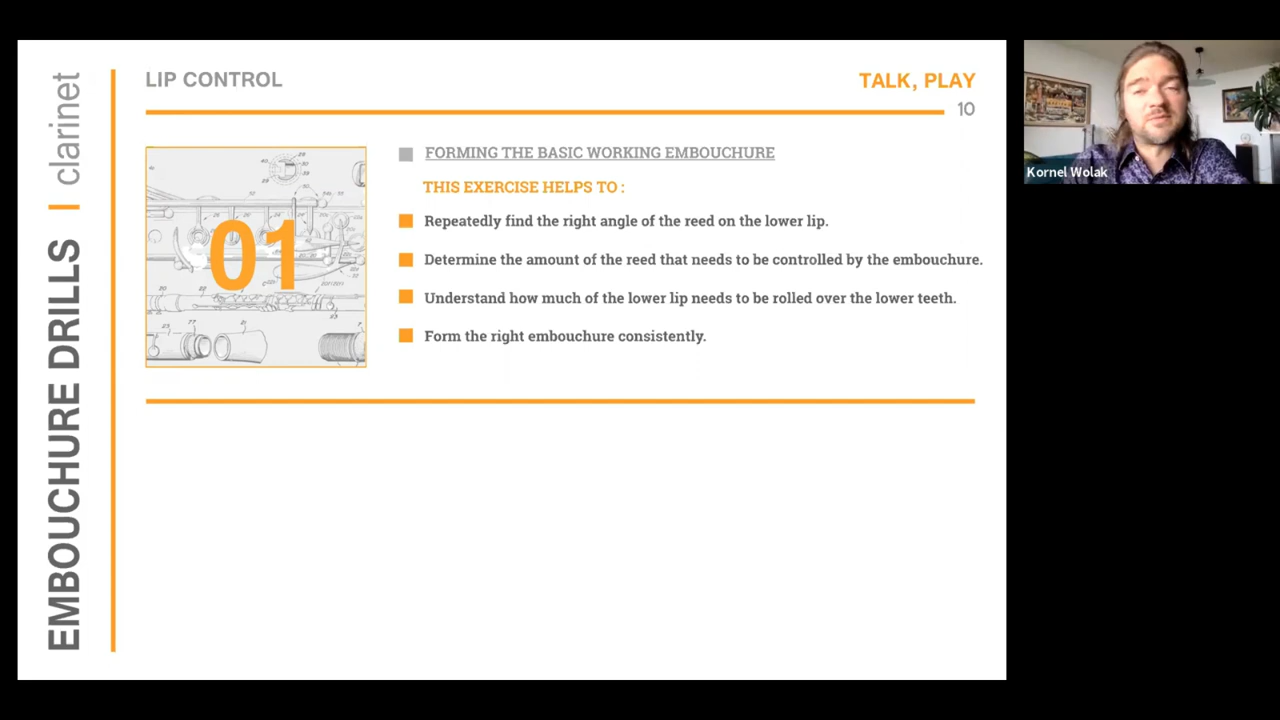 EMBOUCHURE DRILLS | clarinet
LIP CONTROL
TALK, PLAY
10
01
FORMING THE BASIC WORKING EMBOUCHURE
THIS EXERCISE HELPS TO :
Repeatedly find the right angle of the reed on the lower lip.
Determine the amount of the reed that needs to be controlled by the embouchure.
Understand how much of the lower lip needs to be rolled over the lower teeth.
Form the right embouchure consistently.
Kornel Wolak